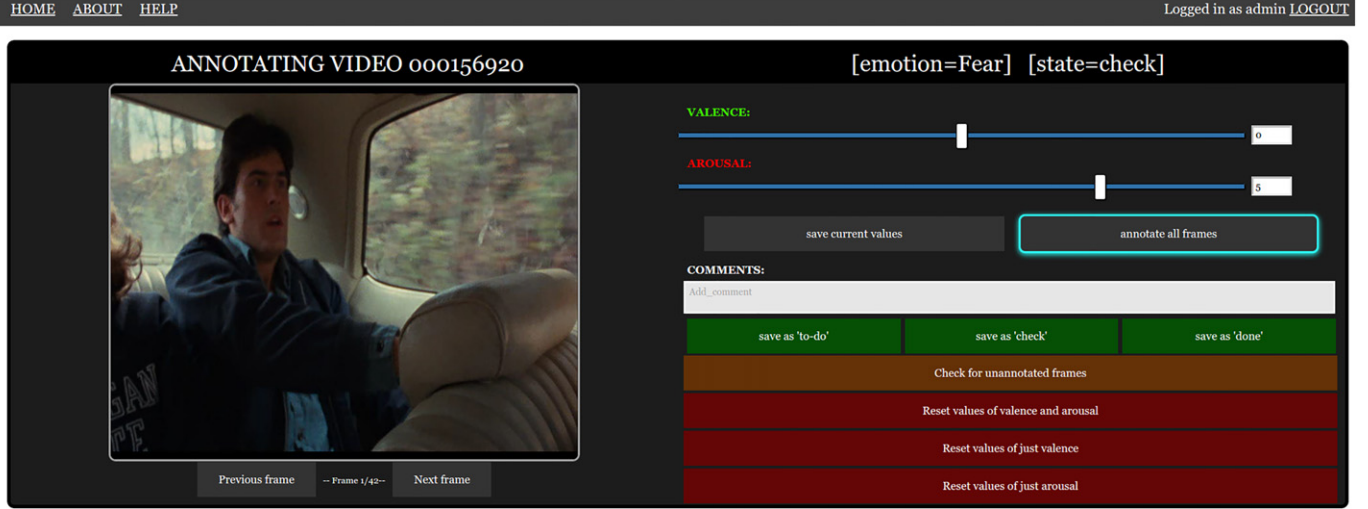 HOME ABOUT HELP
Logged in as admin LOGOUT
ANNOTATING VIDEO 000156920
[emotion=Fear] [state=check]
VALENCE:
0
AROUSAL:
5
save current values
annotate all frames
COMMENTS:
Add_comment
save as 'to-do'
save as 'check'
save as 'done'
Check for unannotated frames
Reset values of valence and arousal
Reset values of just valence
Reset values of just arousal
Previous frame
-- Frame 1/42--
Next frame